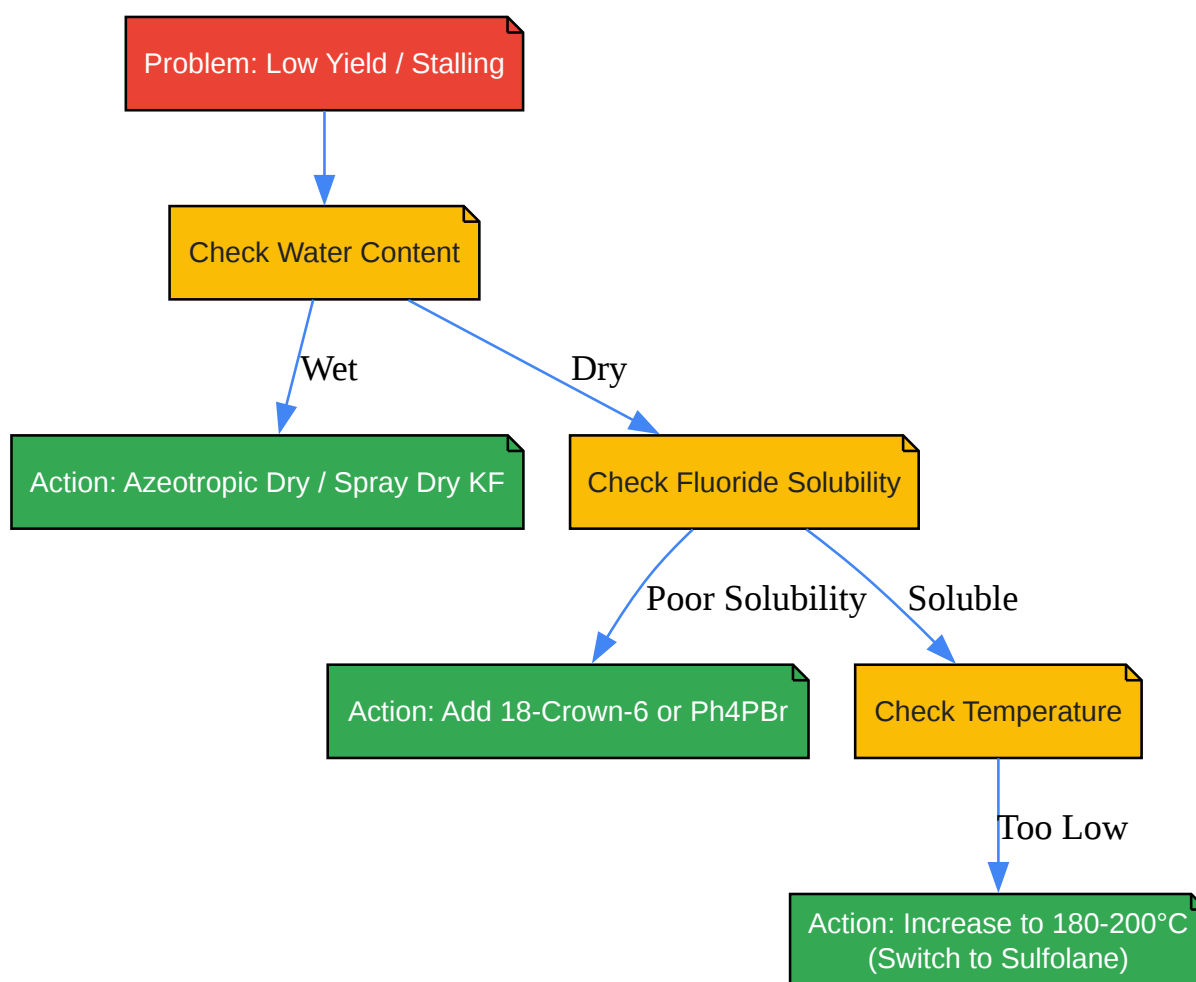 Problem: Low Yield / Stalling
Check Water Content
Wet
Dry
Action: Azeotropic Dry / Spray Dry KF
Check Fluoride Solubility
Poor Solubility
Soluble
Action: Add 18-Crown-6 or Ph4PBr
Check Temperature
Too Low
Action: Increase to 180-200°C
(Switch to Sulfolane)